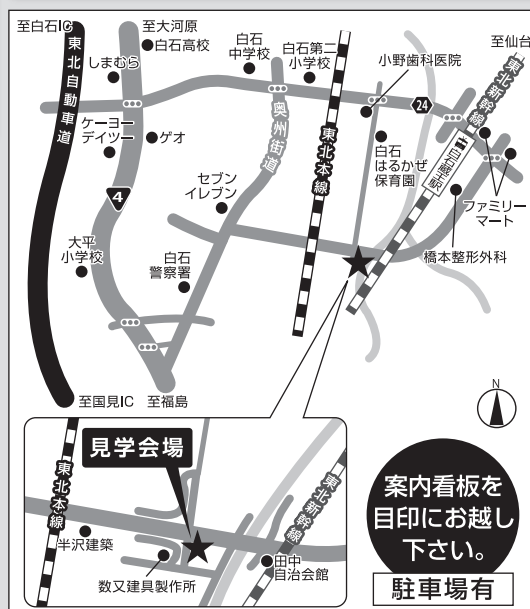 至白石IC
至大河原
至仙台
東北自動車道
白石高校
しまむら
白石
中学校
白石第二
小学校
小野歯科医院
東北新幹線
24
奥州街道
東北本線
ケーヨー
デイツー
ゲオ
白石
はるかぜ
保育園
白石蔵王駅
ファミリー
マート
4
セブン
イレブン
橋本整形外科
大平
小学校
白石
警察署
至国見IC
至福島
N
見学会場
東北本線
東北新幹線
半沢建築
数又建具製作所
田中
自治会館
案内看板を
目印にお越し
下さい。
駐車場有